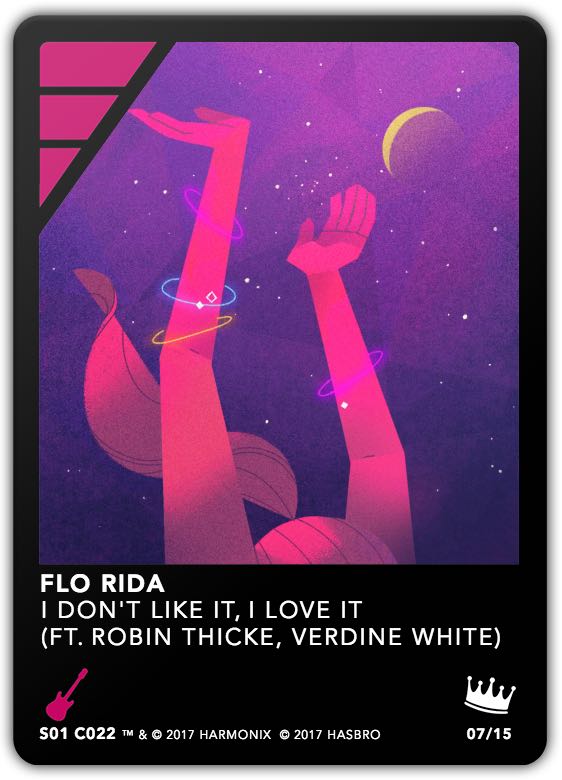 FLO RIDA
I DON'T LIKE IT, I LOVE IT
(FT. ROBIN THICKE, VERDINE WHITE)
S01 C022 ™ & © 2017 HARMONIX © 2017 HASBRO 07/15